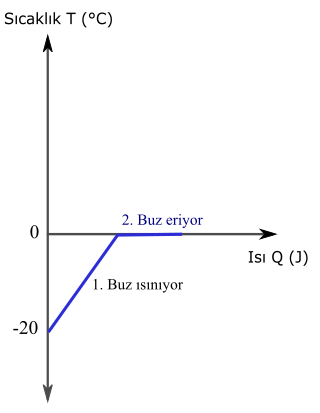 Sıcaklık T (°C)
2. Buz eriyor
0
Isı Q (J)
1. Buz ısınıyor
-20